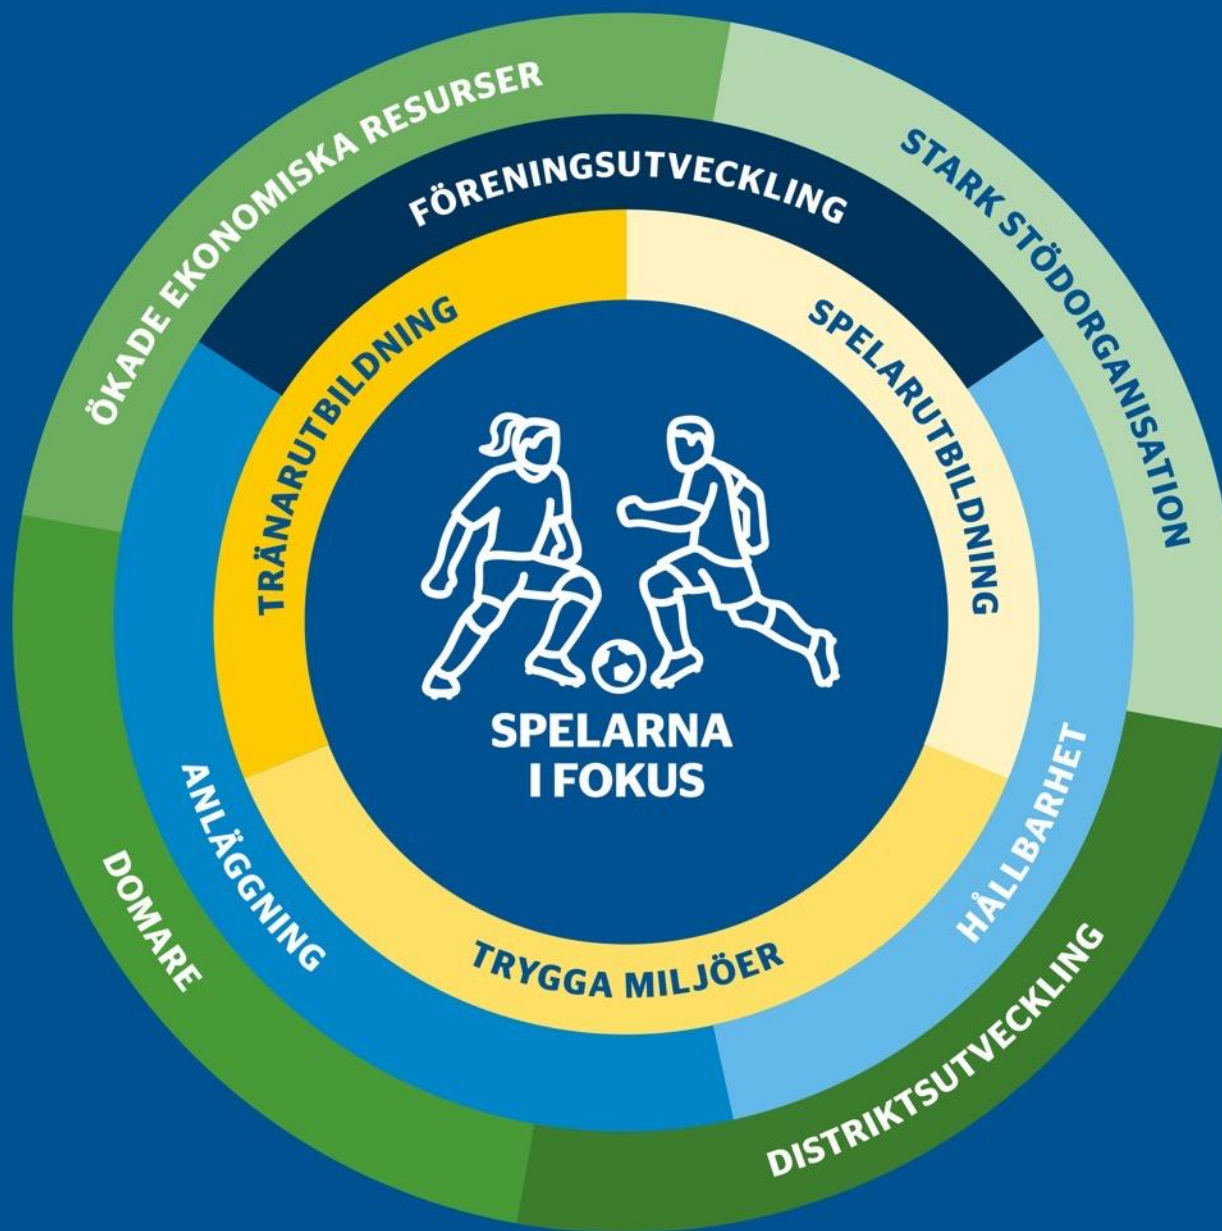 ÖKADE EKONOMISKA RESURSER
STARK STÖDORGANISATION
FÖRENINGSUTVECKLING
TRÄNARUTBILDNING
SPELARUTBILDNING
SPELARNA
I FOKUS
ANLÄGGNING
HÅLLBARHET
TRYGGA MILJÖER
DOMARE
DISTRIKTSUTVECKLING